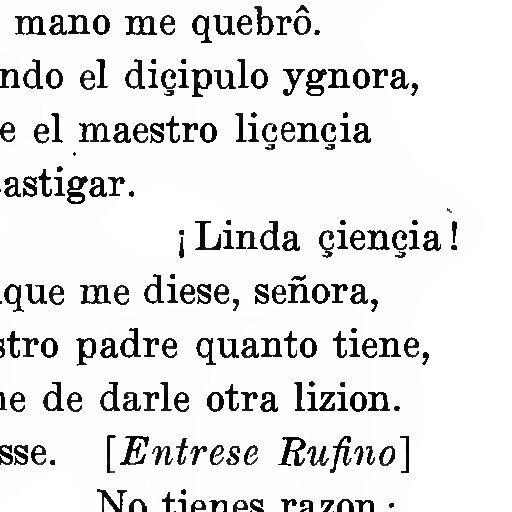 mano me quebrô.
ndo el diçipulo ygnora,
e el maestro liçençia
astigar.
¡Linda çiençia!
que me diese, señora,
stro padre quanto tiene,
de darle otra lizion.
sse. [Entrese Rufino]
No tienes razon;